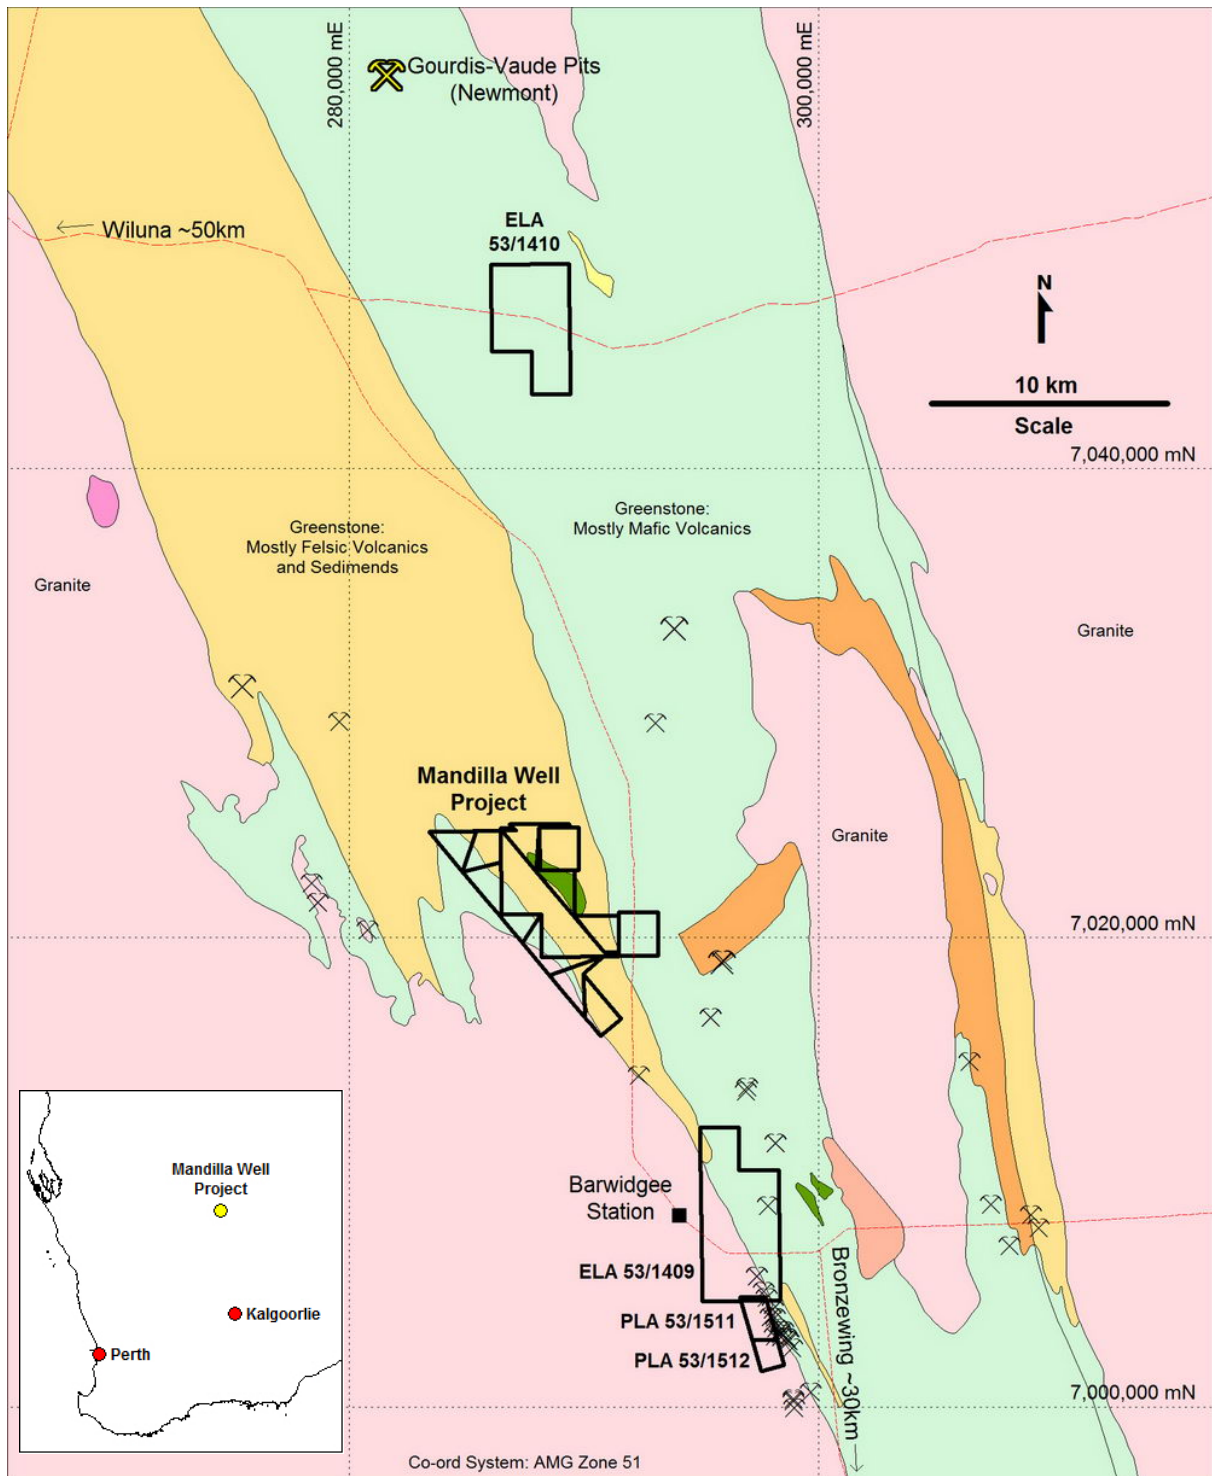 280,000 mE
300,000 mE
Gourdis-Vaude Pits
(Newmont)
Wiluna ~50km
ELA
53/1410
N
10 km
Scale
7,040,000 mN
Greenstone:
Mostly Felsic Volcanics
and Sedimends
Greenstone:
Mostly Mafic Volcanics
Granite
Granite
Mandilla Well
Project
Granite
7,020,000 mN
Barwidgee
Station
ELA 53/1409
PLA 53/1511
PLA 53/1512
Bronzewing ~30km
7,000,000 mN
Mandilla Well
Project
Kalgoorlie
Perth
Co-ord System: AMG Zone 51